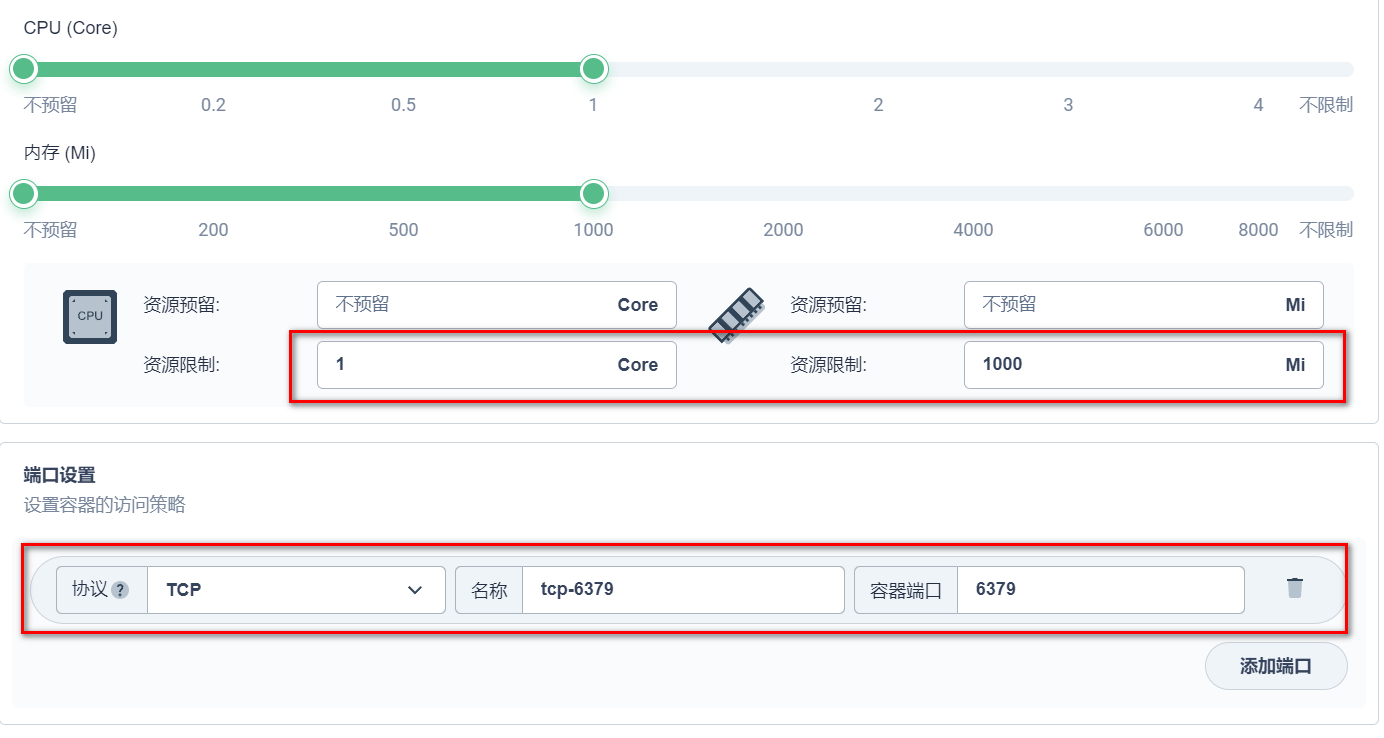 CPU (Core)
不预留 0.2 0.5 1 2 3 4 不限制
内存 (Mi)
不预留 200 500 1000 2000 4000 6000 8000 不限制
CPU 资源预留: 不预留 Core 资源预留: 不预留 Mi
资源限制: 1 Core 资源限制: 1000 Mi
端口设置
设置容器的访问策略
协议 ? TCP 名称 tcp-6379 容器端口 6379
添加端口